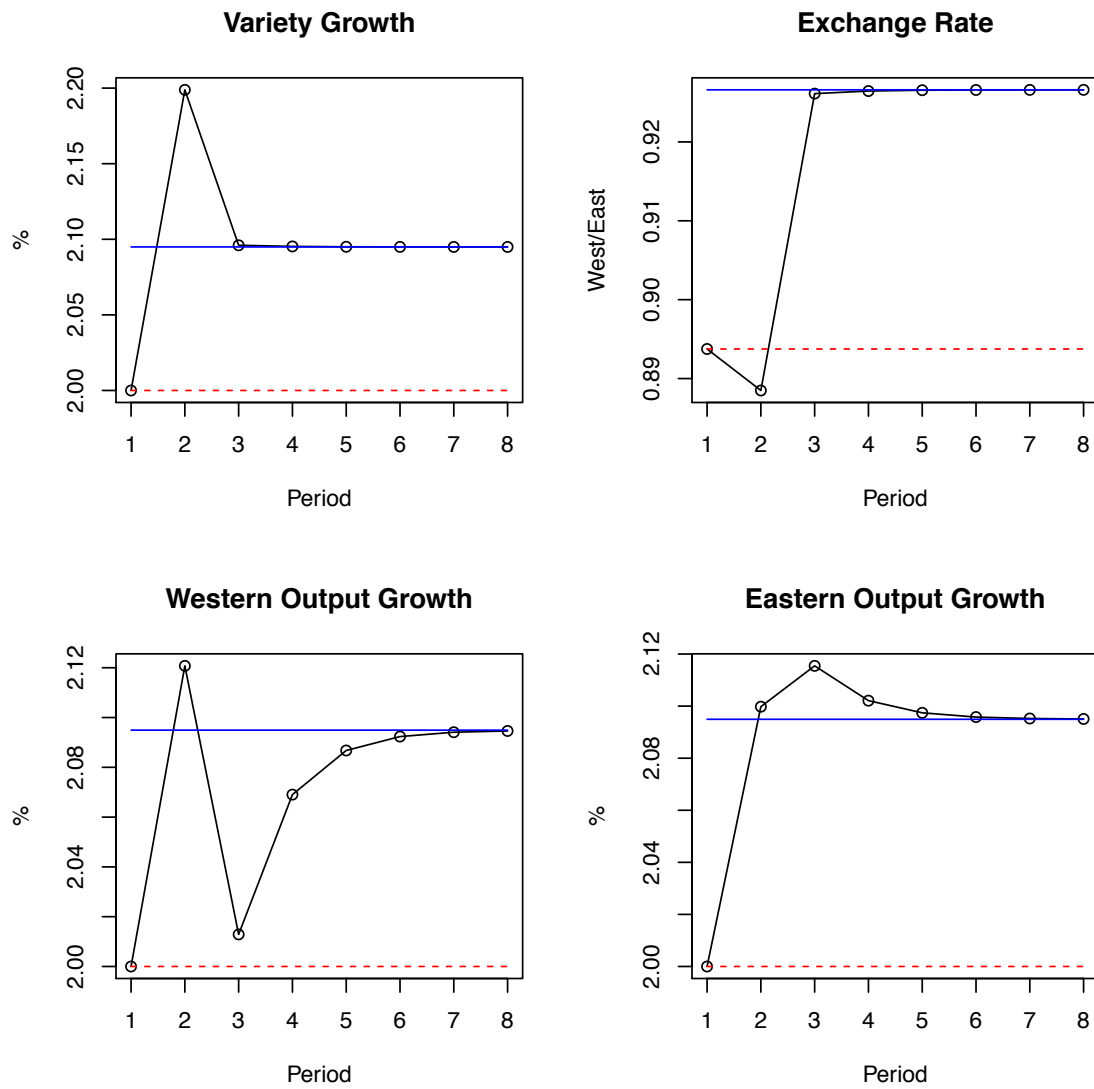 Variety Growth
%
2.00 2.05 2.10 2.15 2.20
1 2 3 4 5 6 7 8
Period
Exchange Rate
West/East
0.89 0.90 0.91 0.92
1 2 3 4 5 6 7 8
Period
Western Output Growth
%
2.00 2.04 2.08 2.12
1 2 3 4 5 6 7 8
Period
Eastern Output Growth
%
2.00 2.04 2.08 2.12
1 2 3 4 5 6 7 8
Period